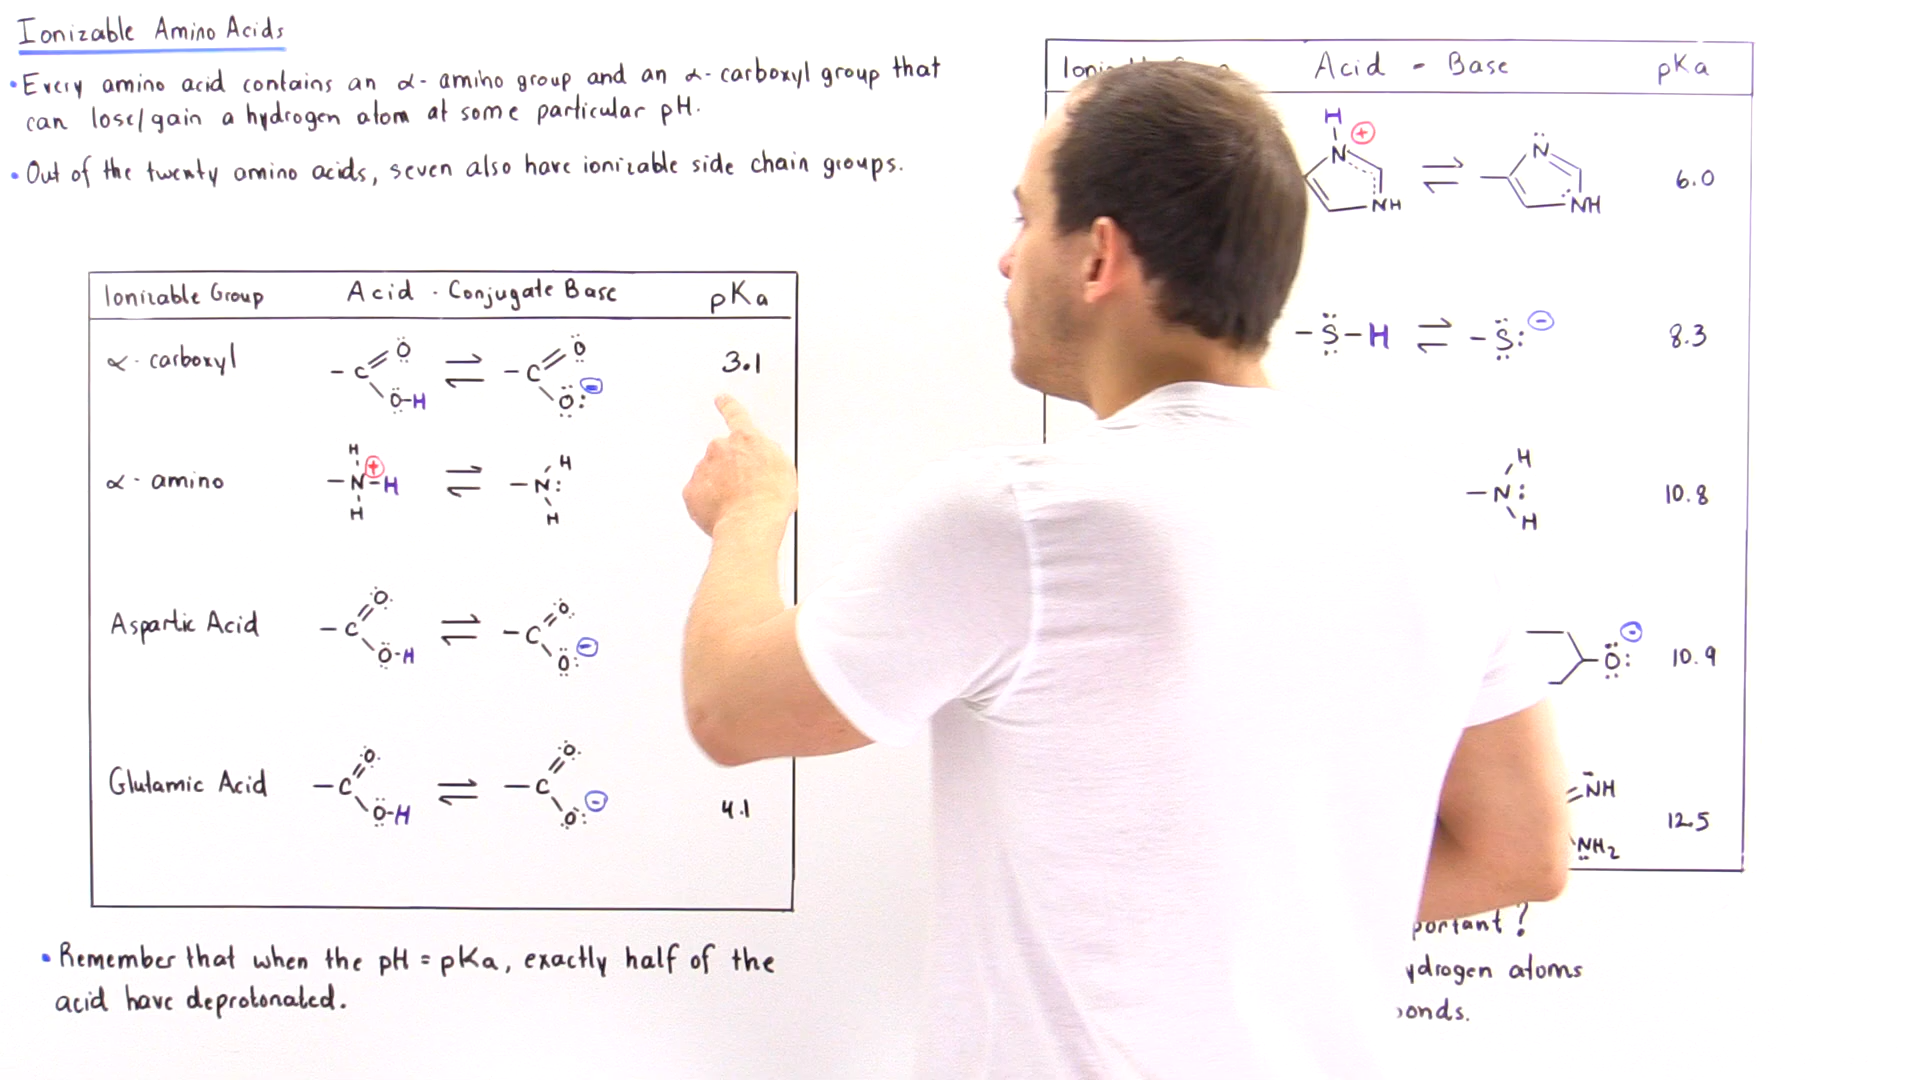 Ionizable Amino Acids
• Every amino acid contains an α-amino group and an α-carboxyl group that
can lose/gain a hydrogen atom at some particular pH.
• Out of the twenty amino acids, seven also have ionizable side chain groups.
Ionizable Group Acid - Conjugate Base pKa
α-carboxyl -C=O O-H ⇌ -C=O O:⊖ 3.1
α-amino H -N⊕-H H ⇌ -N: H H
Aspartic Acid -C=O O-H ⇌ -C=O O:⊖
Glutamic Acid -C=O O-H ⇌ -C=O O:⊖ 4.1
• Remember that when the pH = pKa, exactly half of the
acid have deprotonated.
Acid - Base pKa
H N⊕ NH ⇌ N NH 6.0
-S-H ⇌ -S:⊖ 8.3
-N: H H 10.8
-O:⊖ 10.9
=NH NH2 12.5
?
atoms